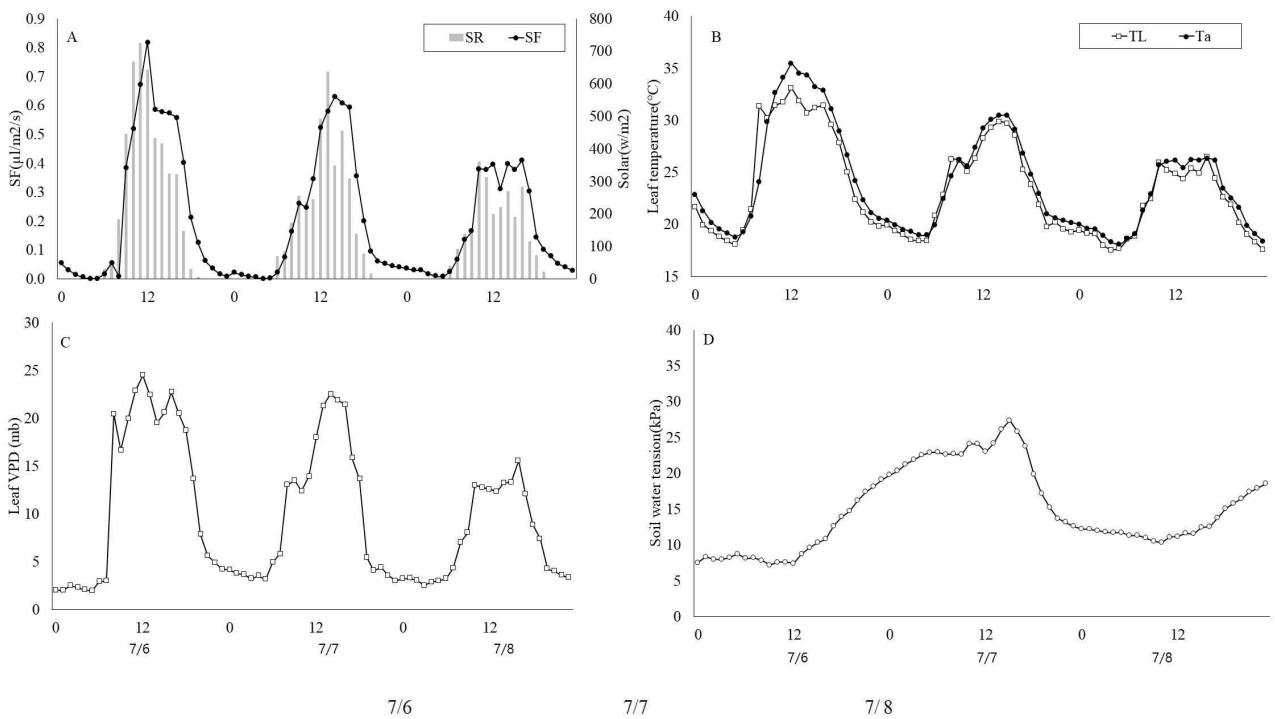 A
SR SF
0.9
0.8
0.7
0.6
0.5
0.4
0.3
0.2
0.1
0.0
SF(µl/m2/s)
800
700
600
500
400
300
200
100
0
Solar(w/m2)
0 12 0 12 0 12
B
TL Ta
40
35
30
25
20
15
Leaf temperature(℃)
0 12 0 12 0 12
C
30
25
20
15
10
5
0
Leaf VPD (mb)
0 12 0 12 0 12
7/6 7/7 7/8
D
40
35
30
25
20
15
10
5
0
Soil water tension(kPa)
0 12 0 12 0 12
7/6 7/7 7/8
7/6 7/7 7/ 8